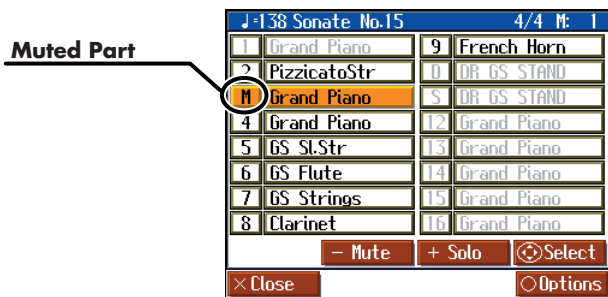 ♩=138 Sonate No.15 4/4 M: 1
Muted Part
1 Grand Piano
2 PizzicatoStr
M Grand Piano
4 Grand Piano
5 GS Sl.Str
6 GS Flute
7 GS Strings
8 Clarinet
9 French Horn
D DR GS STAND
S DR GS STAND
12 Grand Piano
13 Grand Piano
14 Grand Piano
15 Grand Piano
16 Grand Piano
− Mute + Solo Select
× Close ○ Options